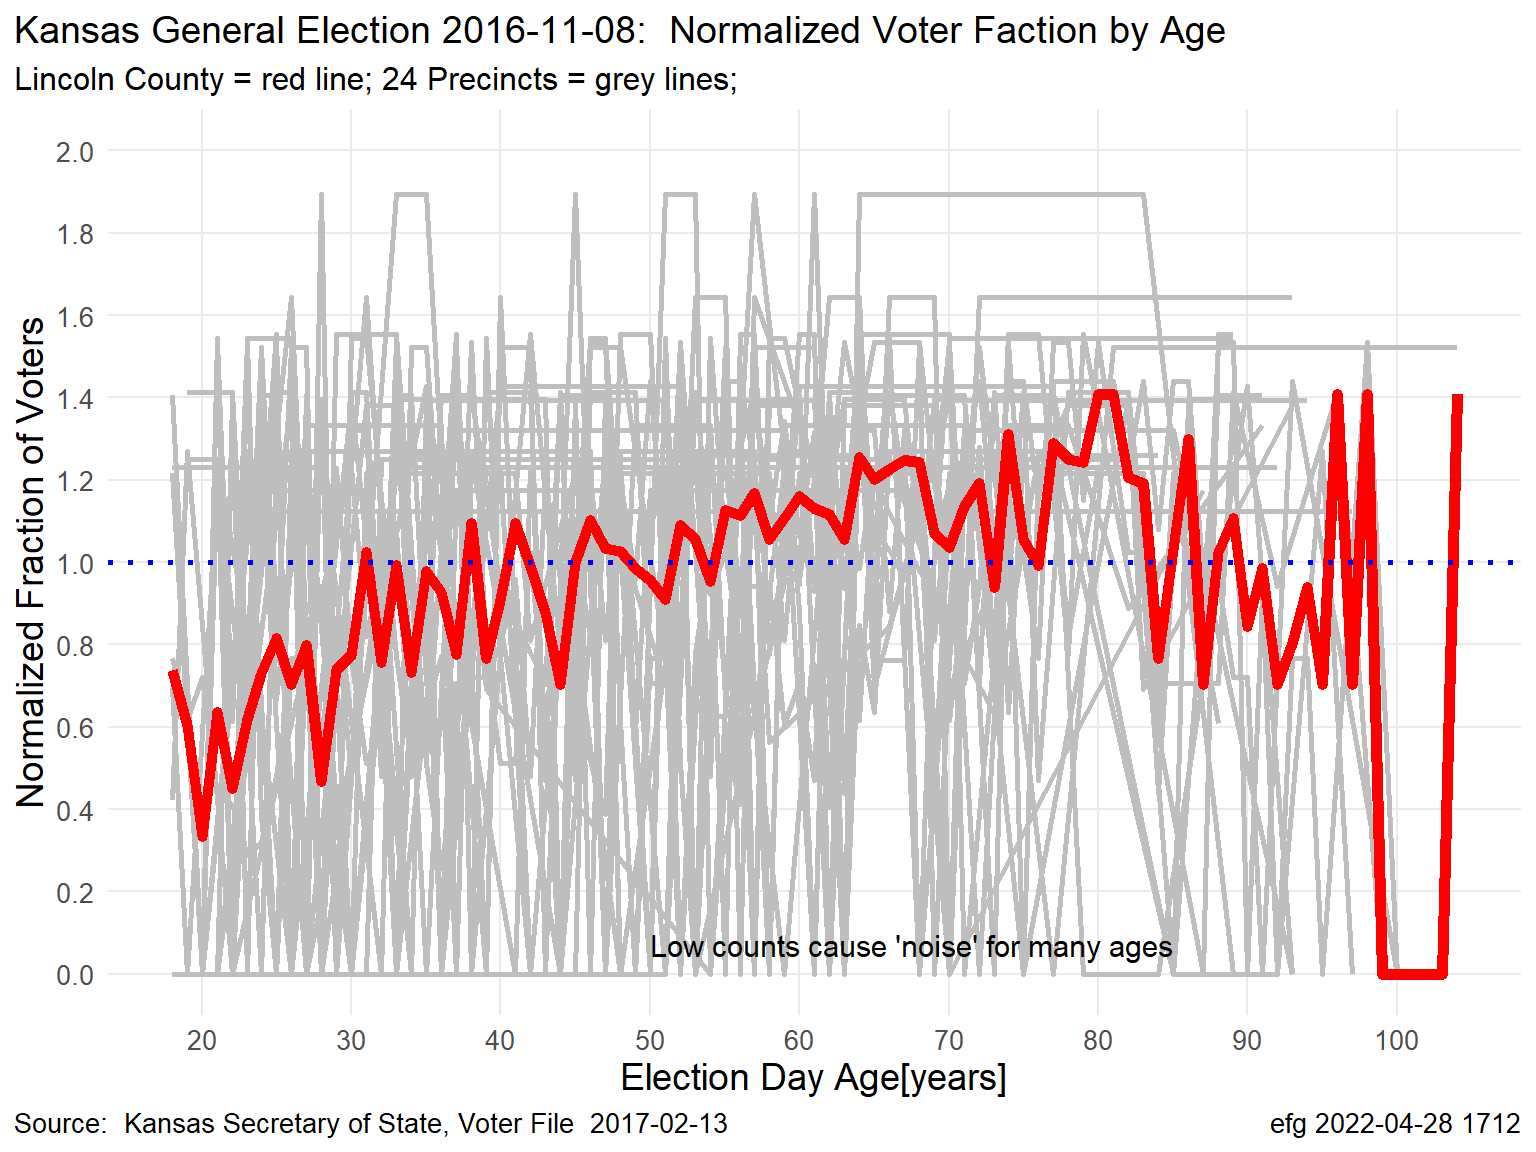 Kansas General Election 2016-11-08:  Normalized Voter Faction by Age
Lincoln County = red line; 24 Precincts = grey lines;
Normalized Fraction of Voters
2.0
1.8
1.6
1.4
1.2
1.0
0.8
0.6
0.4
0.2
0.0
Low counts cause 'noise' for many ages
20 30 40 50 60 70 80 90 100
Election Day Age[years]
Source:  Kansas Secretary of State, Voter File  2017-02-13
efg 2022-04-28 1712